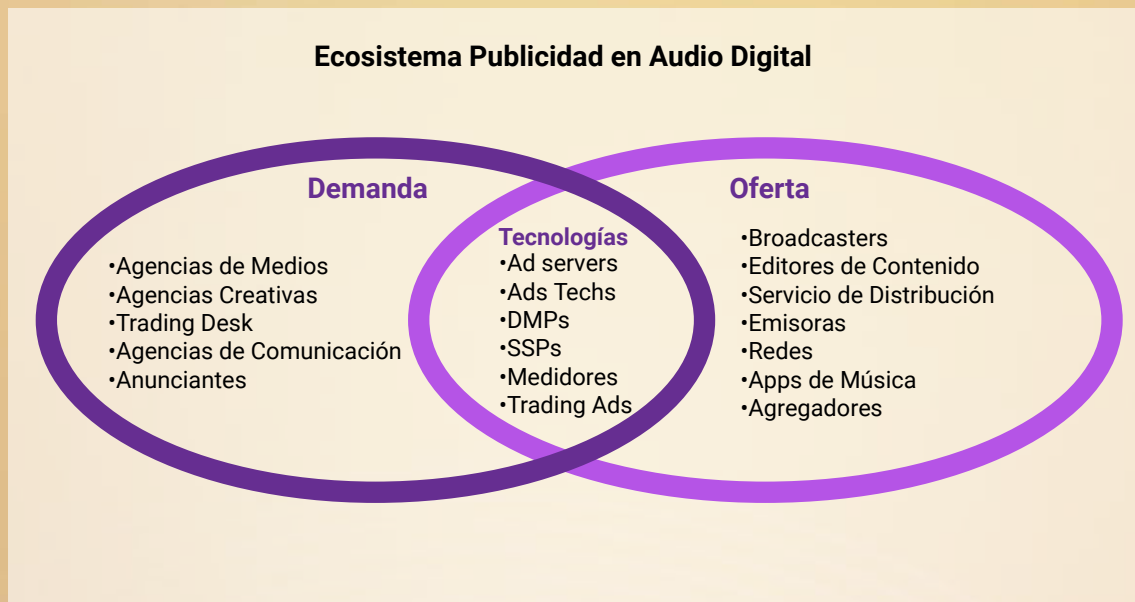 Ecosistema Publicidad en Audio Digital
Demanda
•Agencias de Medios
•Agencias Creativas
•Trading Desk
•Agencias de Comunicación
•Anunciantes
Tecnologías
•Ad servers
•Ads Techs
•DMPs
•SSPs
•Medidores
•Trading Ads
Oferta
•Broadcasters
•Editores de Contenido
•Servicio de Distribución
•Emisoras
•Redes
•Apps de Música
•Agregadores